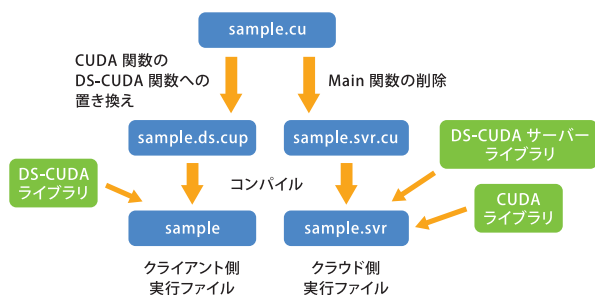 sample.cu
CUDA 関数の
DS-CUDA 関数への
置き換え
Main 関数の削除
sample.ds.cup
sample.svr.cu
DS-CUDA サーバー
ライブラリ
DS-CUDA
ライブラリ
コンパイル
CUDA
ライブラリ
sample
sample.svr
クライアント側
実行ファイル
クラウド側
実行ファイル